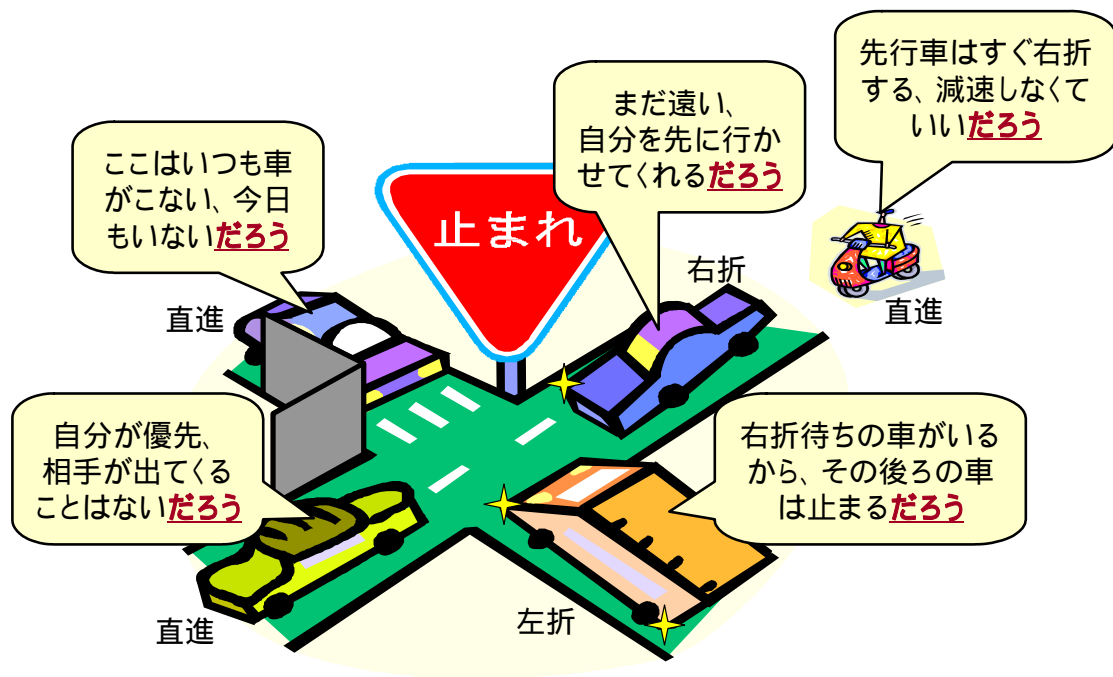 先行車はすぐ右折
する、減速しなくて
いいだろう
まだ遠い、
自分を先に行か
せてくれるだろう
ここはいつも車
がこない、今日
もいないだろう
止まれ
右折
直進
直進
自分が優先、
相手が出てくる
ことはないだろう
右折待ちの車がいる
から、その後ろの車
は止まるだろう
左折
直進